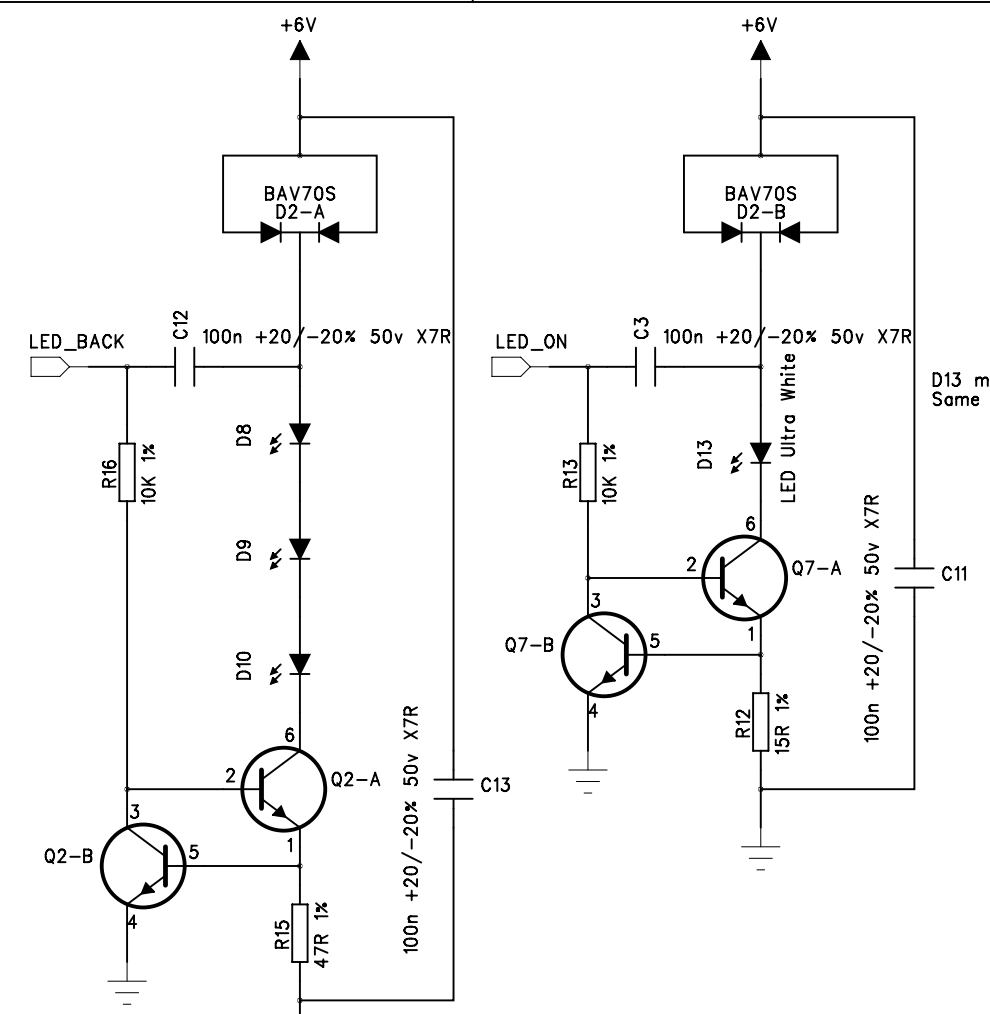 +6V
BAV70S
D2-A
LED_BACK
C12
100n +20/-20% 50v X7R
D8
R16
10K 1%
D9
D10
6
2
Q2-A
1
3
Q2-B
5
4
R15
47R 1%
100n +20/-20% 50v X7R
C13
+6V
BAV70S
D2-B
LED_ON
C3
100n +20/-20% 50v X7R
D13
LED Ultra White
R13
10K 1%
6
2
Q7-A
1
3
Q7-B
5
4
R12
15R 1%
100n +20/-20% 50v X7R
C11
D13 m
Same